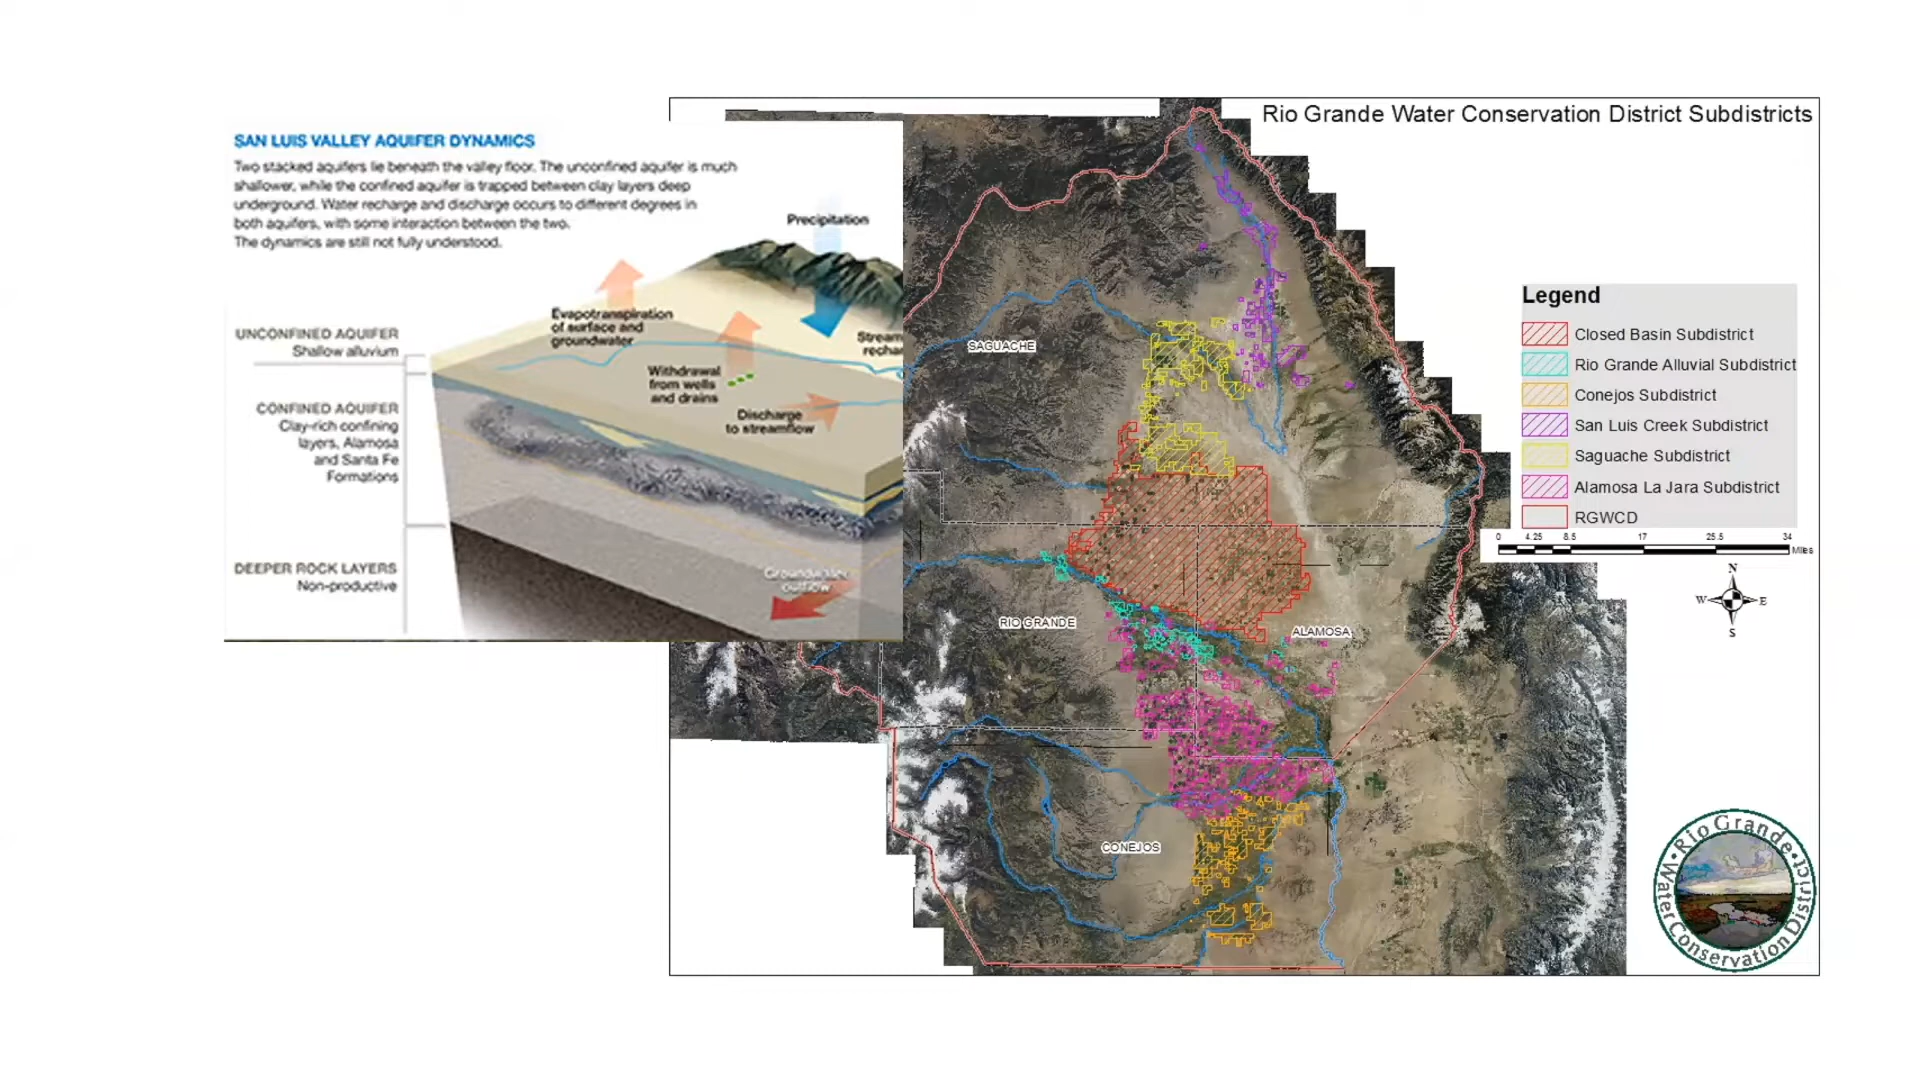 Rio Grande Water Conservation District Subdistricts
SAN LUIS VALLEY AQUIFER DYNAMICS
Two stacked aquifers lie beneath the valley floor. The unconfined aquifer is much
shallower, while the confined aquifer is trapped between clay layers deep
underground. Water recharge and discharge occurs to different degrees in
both aquifers, with some interaction between the two.
The dynamics are still not fully understood.
Precipitation
Evapotranspiration
of surface and
groundwater
Stream
recha
Withdrawal
from wells
and drains
Discharge
to streamflow
Groundwater
outflow
UNCONFINED AQUIFER
Shallow alluvium
CONFINED AQUIFER
Clay-rich confining
layers, Alamosa
and Santa Fe
Formations
DEEPER ROCK LAYERS
Non-productive
SAGUACHE
RIO GRANDE
ALAMOSA
CONEJOS
Legend
Closed Basin Subdistrict
Rio Grande Alluvial Subdistrict
Conejos Subdistrict
San Luis Creek Subdistrict
Saguache Subdistrict
Alamosa La Jara Subdistrict
RGWCD
0 4.25 8.5 17 25.5 34
Miles
N
W E
S
Rio Grande
Water Conservation District